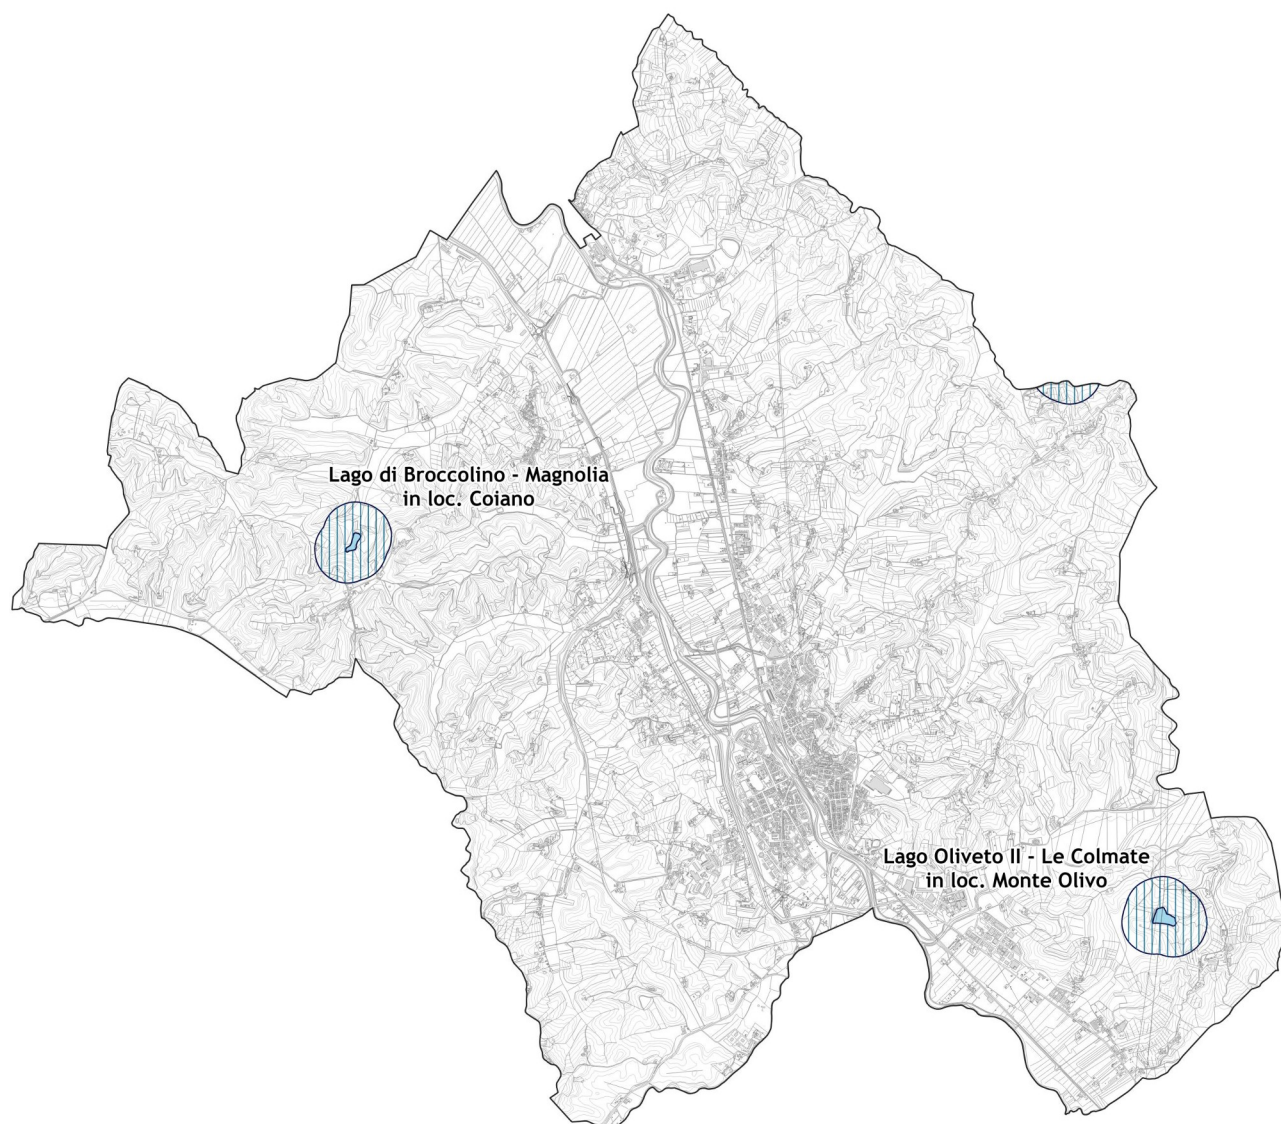 Lago di Broccolino - Magnolia
in loc. Coiano
Lago Oliveto II - Le Colmate
in loc. Monte Olivo